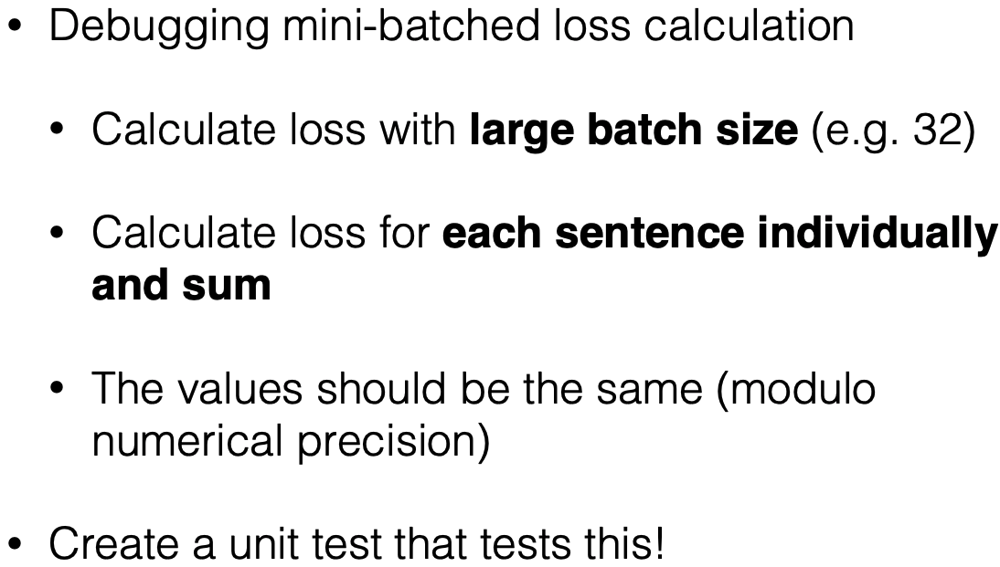 • Debugging mini-batched loss calculation
• Calculate loss with large batch size (e.g. 32)
• Calculate loss for each sentence individually
and sum
• The values should be the same (modulo
numerical precision)
• Create a unit test that tests this!